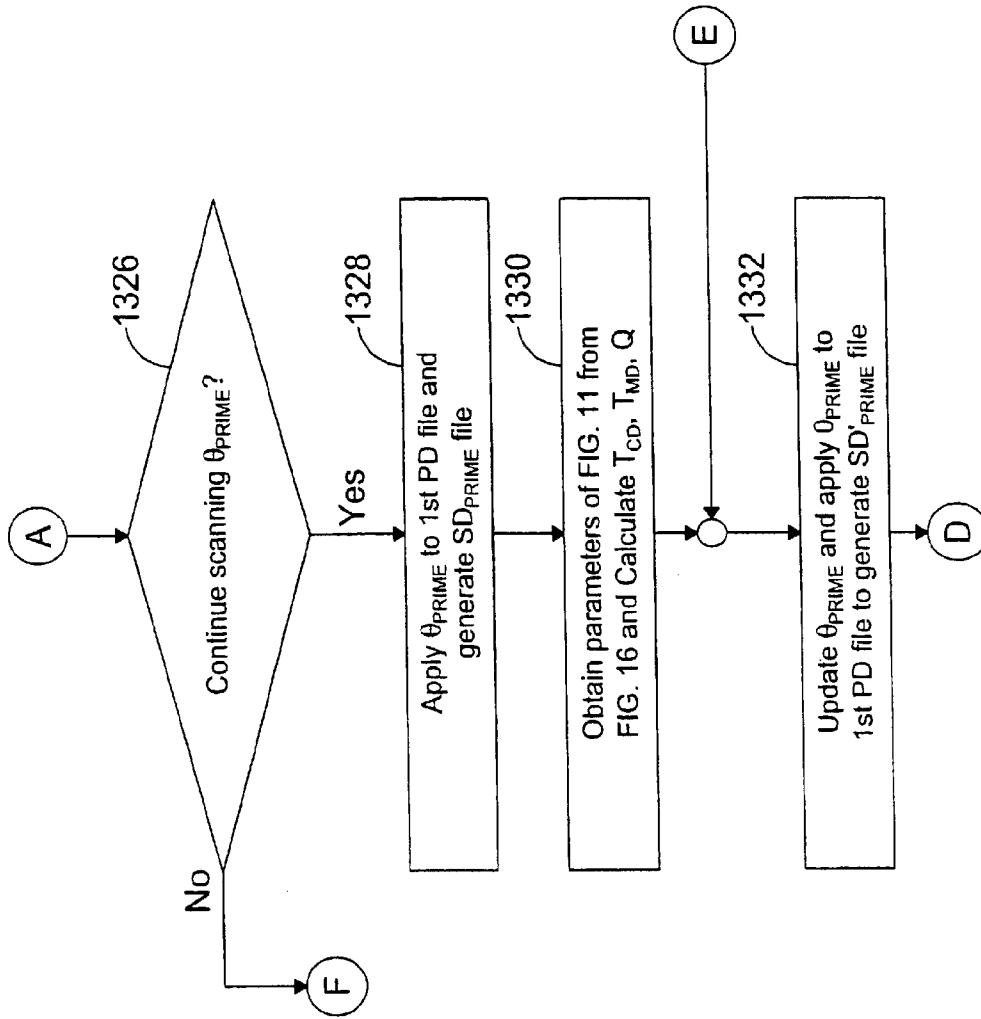 A
1326
Continue scanning θPRIME?
No
Yes
F
1328
Apply θPRIME to 1st PD file and
generate SDPRIME file
1330
Obtain parameters of FIG. 11 from
FIG. 16 and Calculate TCD, TMD, Q
E
1332
Update θPRIME and apply θPRIME to
1st PD file to generate SD'PRIME file
D